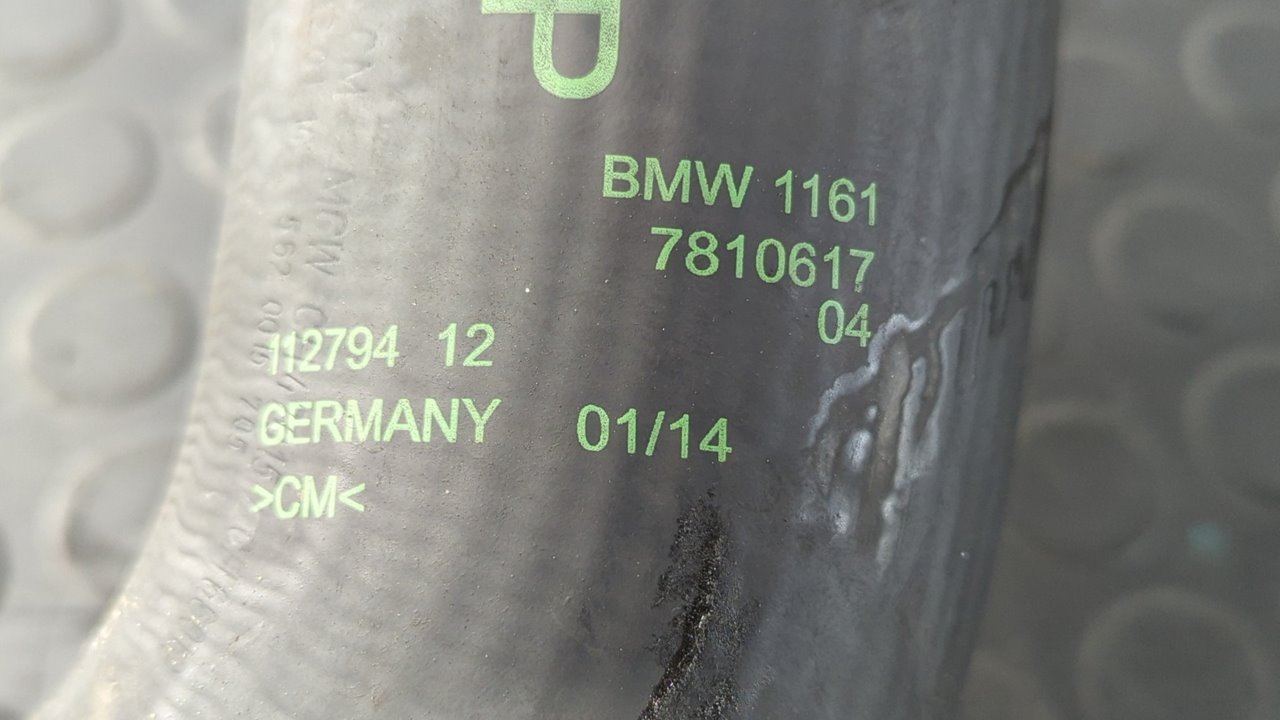 P
BMW 1161
7810617
04
112794 12
GERMANY 01/14
>CM<